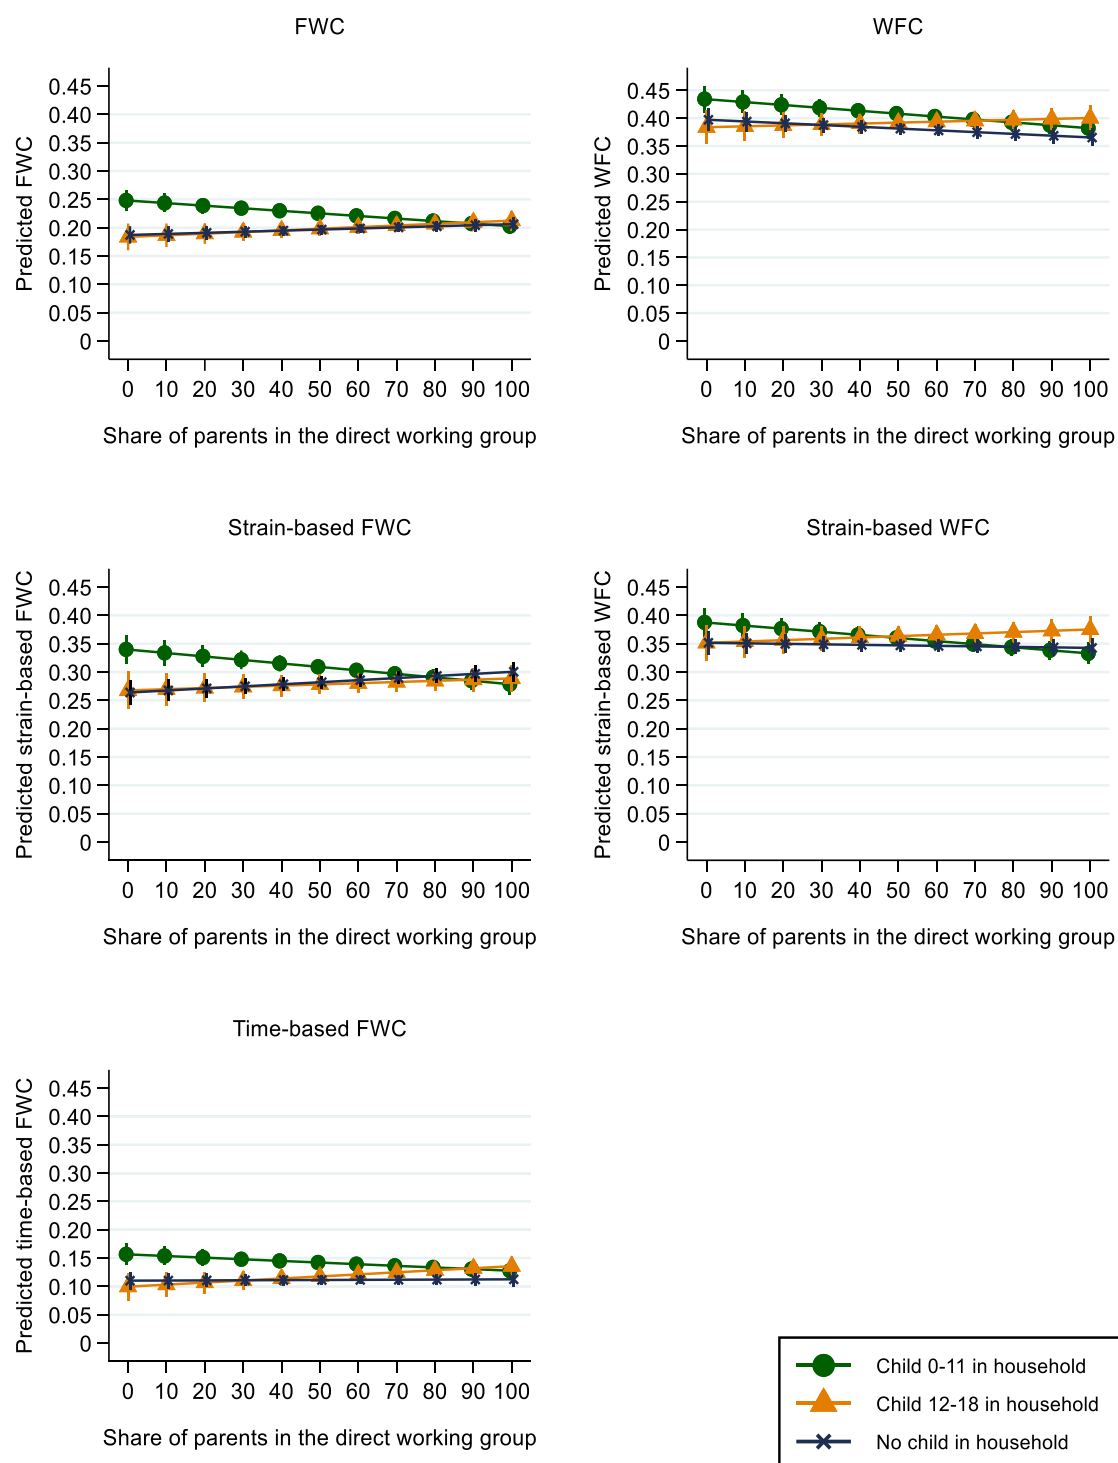 FWC
Predicted FWC
0.45
0.40
0.35
0.30
0.25
0.20
0.15
0.10
0.05
0
0 10 20 30 40 50 60 70 80 90 100
Share of parents in the direct working group
WFC
Predicted WFC
0.45
0.40
0.35
0.30
0.25
0.20
0.15
0.10
0.05
0
0 10 20 30 40 50 60 70 80 90 100
Share of parents in the direct working group
Strain-based FWC
Predicted strain-based FWC
0.45
0.40
0.35
0.30
0.25
0.20
0.15
0.10
0.05
0
0 10 20 30 40 50 60 70 80 90 100
Share of parents in the direct working group
Strain-based WFC
Predicted strain-based WFC
0.45
0.40
0.35
0.30
0.25
0.20
0.15
0.10
0.05
0
0 10 20 30 40 50 60 70 80 90 100
Share of parents in the direct working group
Time-based FWC
Predicted time-based FWC
0.45
0.40
0.35
0.30
0.25
0.20
0.15
0.10
0.05
0
0 10 20 30 40 50 60 70 80 90 100
Share of parents in the direct working group
Child 0-11 in household
Child 12-18 in household
No child in household